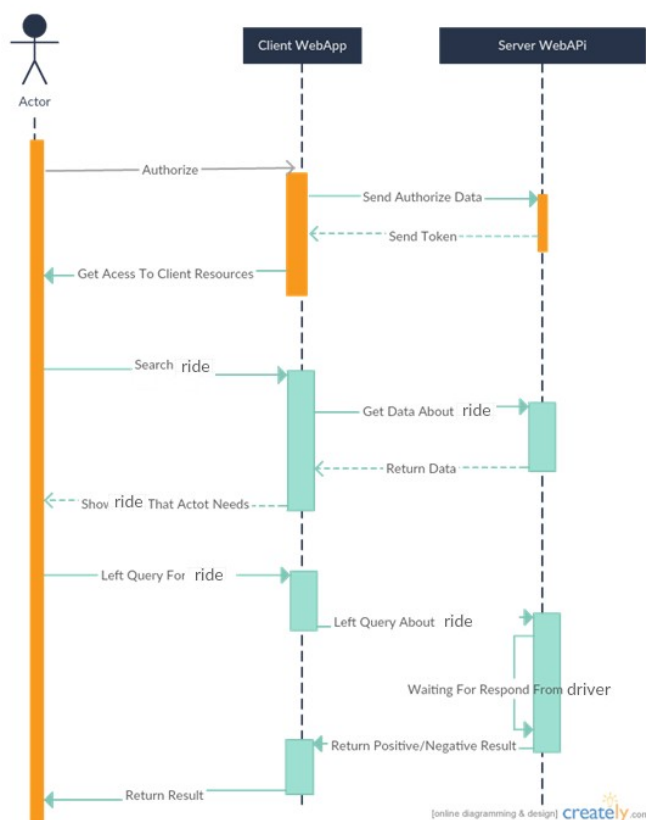 Client WebApp
Server WebAPi
Actor
Authorize
Send Authorize Data
Send Token
Get Acess To Client Resources
Search ride
Get Data About ride
Return Data
Shov ride That Actot Needs
Left Query For ride
Left Query About ride
Waiting For Respond From driver
Return Positive/Negative Result
Return Result
[online diagramming & design] creately.com